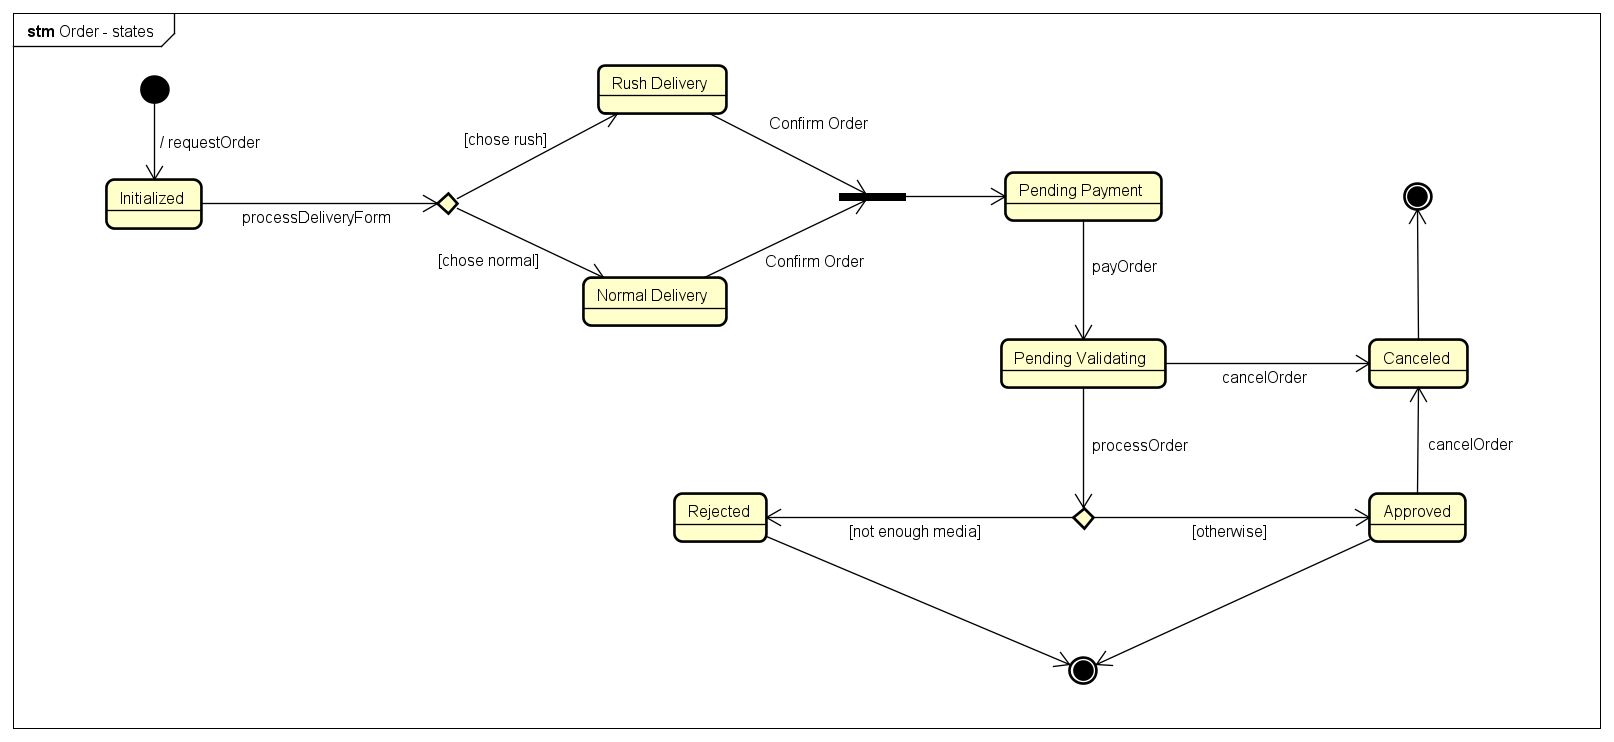 stm Order - states
Rush Delivery
Confirm Order
[chose rush]
/ requestOrder
Initialized
processDeliveryForm
Pending Payment
[chose normal]
Confirm Order
Normal Delivery
payOrder
Pending Validating
cancelOrder
Canceled
processOrder
cancelOrder
Rejected
[not enough media]
[otherwise]
Approved